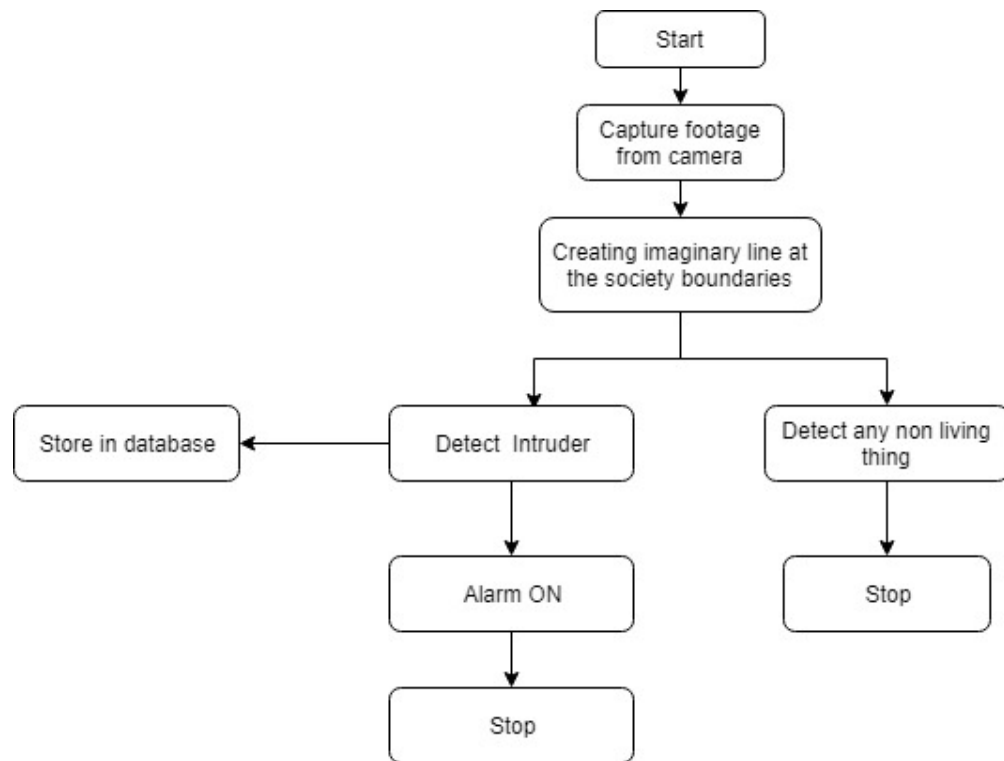 Start
Capture footage
from camera
Creating imaginary line at
the society boundaries
Store in database
Detect Intruder
Detect any non living
thing
Alarm ON
Stop
Stop